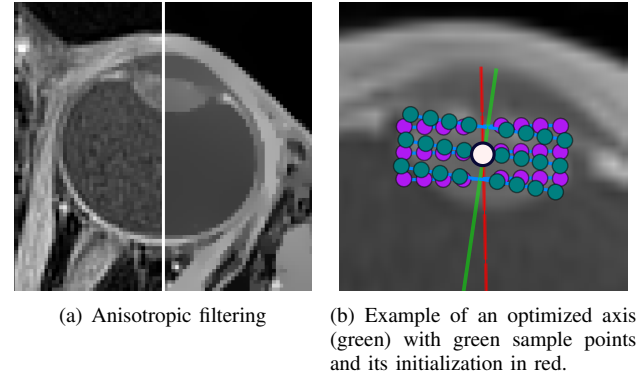 (a) Anisotropic filtering
(b) Example of an optimized axis
(green) with green sample points
and its initialization in red.